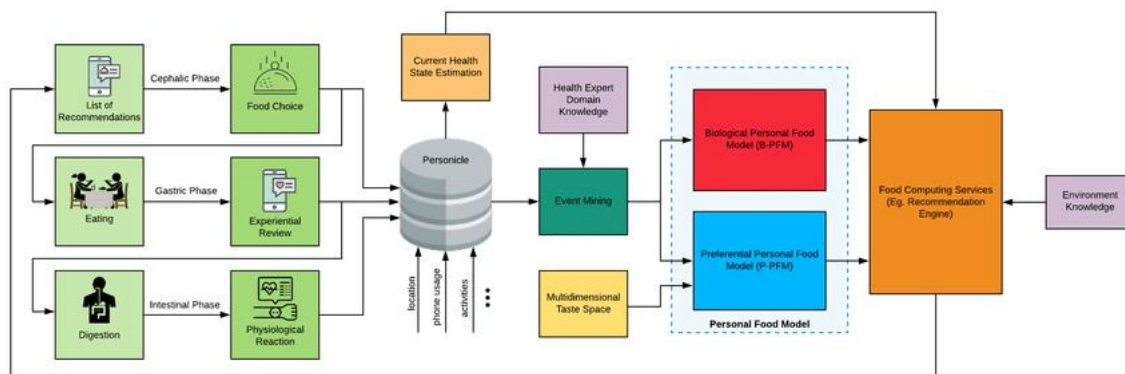 List of
Recommendations
Cephalic Phase
Food Choice
Current Health
State Estimation
Health Expert
Domain
Knowledge
Biological Personal Food
Model (B-PFM)
Food Computing Services
(Eg. Recommendation
Engine)
Environment
Knowledge
Personicle
Event Mining
Eating
Gastric Phase
Experiential
Review
Preferential Personal Food
Model (P-PFM)
Multidimensional
Taste Space
Personal Food Model
Digestion
Intestinal Phase
Physiological
Reaction
location
phone usage
activities